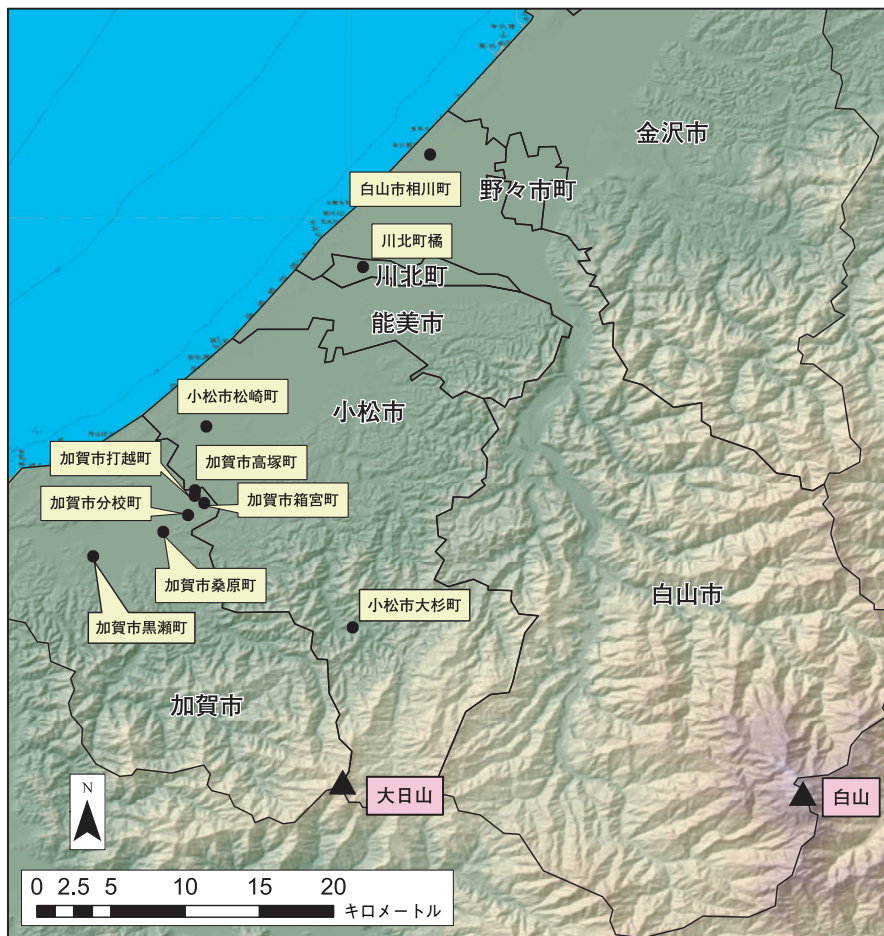 金沢市
白山市相川町
野々市町
川北町橘
川北町
能美市
小松市松崎町
小松市
加賀市打越町
加賀市高塚町
加賀市分校町
加賀市箱宮町
加賀市桑原町
加賀市黒瀬町
小松市大杉町
白山市
加賀市
大日山
白山
N
0 2.5 5 10 15 20
キロメートル